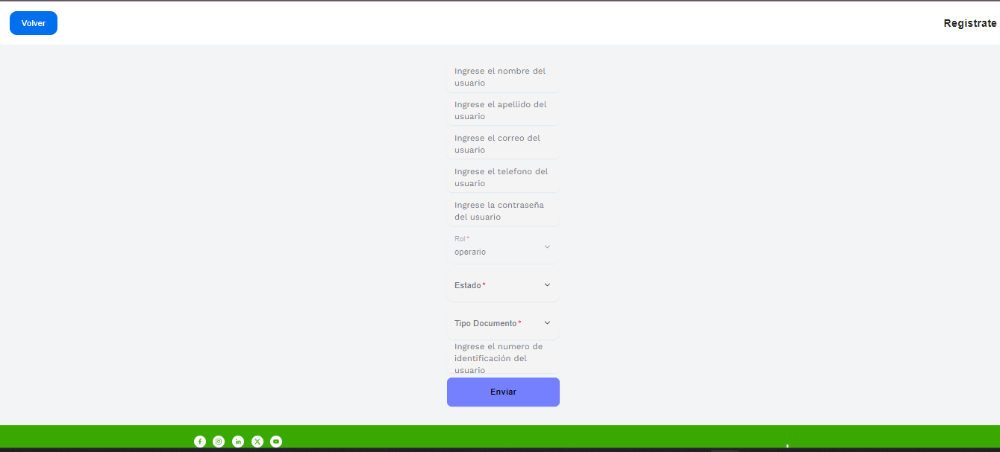 Volver
Registrate
Ingrese el nombre del
usuario
Ingrese el apellido del
usuario
Ingrese el correo del
usuario
Ingrese el telefono del
usuario
Ingrese la contraseña
del usuario
Rol*
operario
Estado*
Tipo Documento*
Ingrese el numero de
identificación del
usuario
Enviar